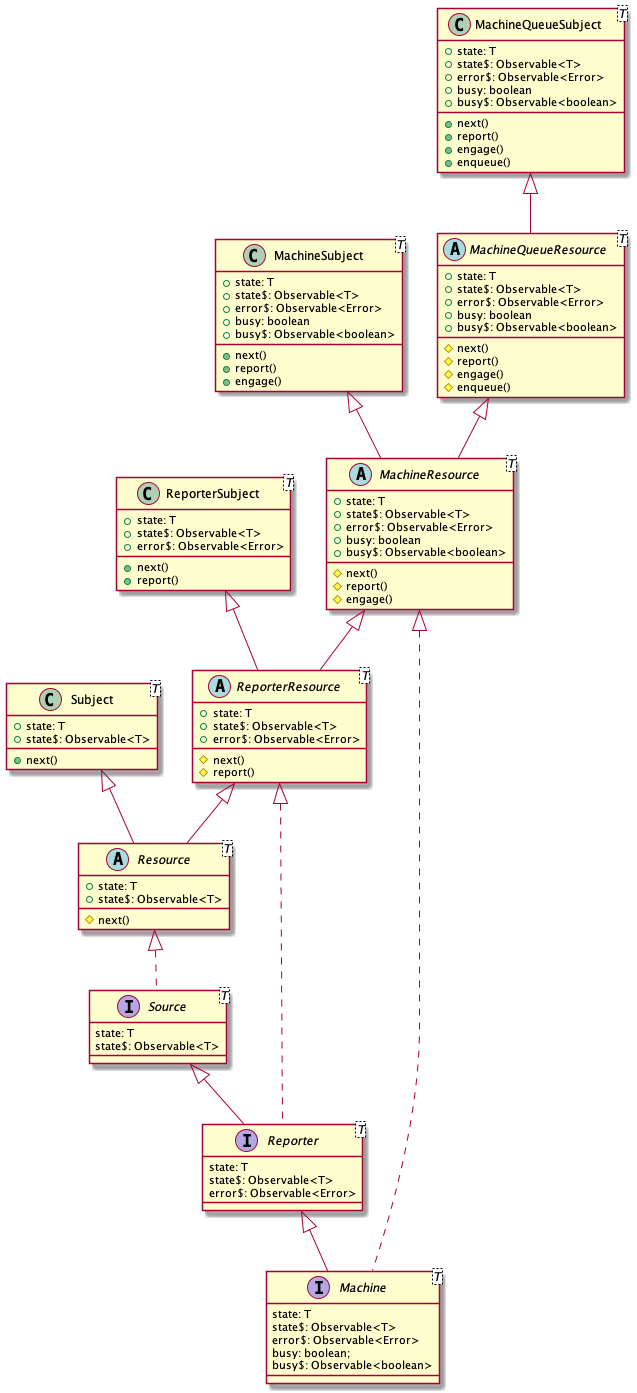 C MachineQueueSubject T
state: T
state$: Observable<T>
error$: Observable<Error>
busy: boolean
busy$: Observable<boolean>
next()
report()
engage()
enqueue()
A MachineQueueResource T
state: T
state$: Observable<T>
error$: Observable<Error>
busy: boolean
busy$: Observable<boolean>
next()
report()
engage()
enqueue()
C MachineSubject T
state: T
state$: Observable<T>
error$: Observable<Error>
busy: boolean
busy$: Observable<boolean>
next()
report()
engage()
A MachineResource T
state: T
state$: Observable<T>
error$: Observable<Error>
busy: boolean
busy$: Observable<boolean>
next()
report()
engage()
C ReporterSubject T
state: T
state$: Observable<T>
error$: Observable<Error>
next()
report()
A ReporterResource T
state: T
state$: Observable<T>
error$: Observable<Error>
next()
report()
C Subject T
state: T
state$: Observable<T>
next()
A Resource T
state: T
state$: Observable<T>
next()
I Source T
state: T
state$: Observable<T>
I Reporter T
state: T
state$: Observable<T>
error$: Observable<Error>
I Machine T
state: T
state$: Observable<T>
error$: Observable<Error>
busy: boolean;
busy$: Observable<boolean>